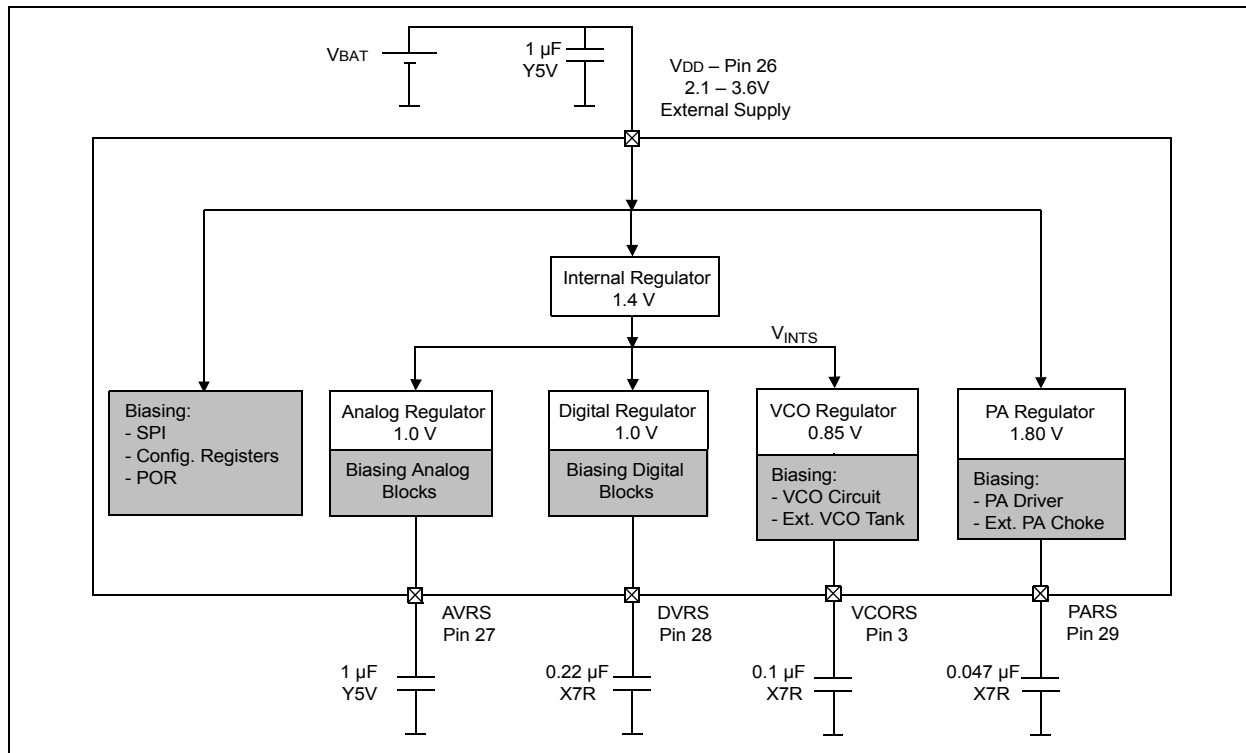 VBAT
1 µF
Y5V
VDD – Pin 26
2.1 – 3.6V
External Supply
Internal Regulator
1.4 V
VINTS
Biasing:
- SPI
- Config. Registers
- POR
Analog Regulator
1.0 V
Biasing Analog
Blocks
Digital Regulator
1.0 V
Biasing Digital
Blocks
VCO Regulator
0.85 V
Biasing:
- VCO Circuit
- Ext. VCO Tank
PA Regulator
1.80 V
Biasing:
- PA Driver
- Ext. PA Choke
AVRS
Pin 27
DVRS
Pin 28
VCORS
Pin 3
PARS
Pin 29
1 µF
Y5V
0.22 µF
X7R
0.1 µF
X7R
0.047 µF
X7R